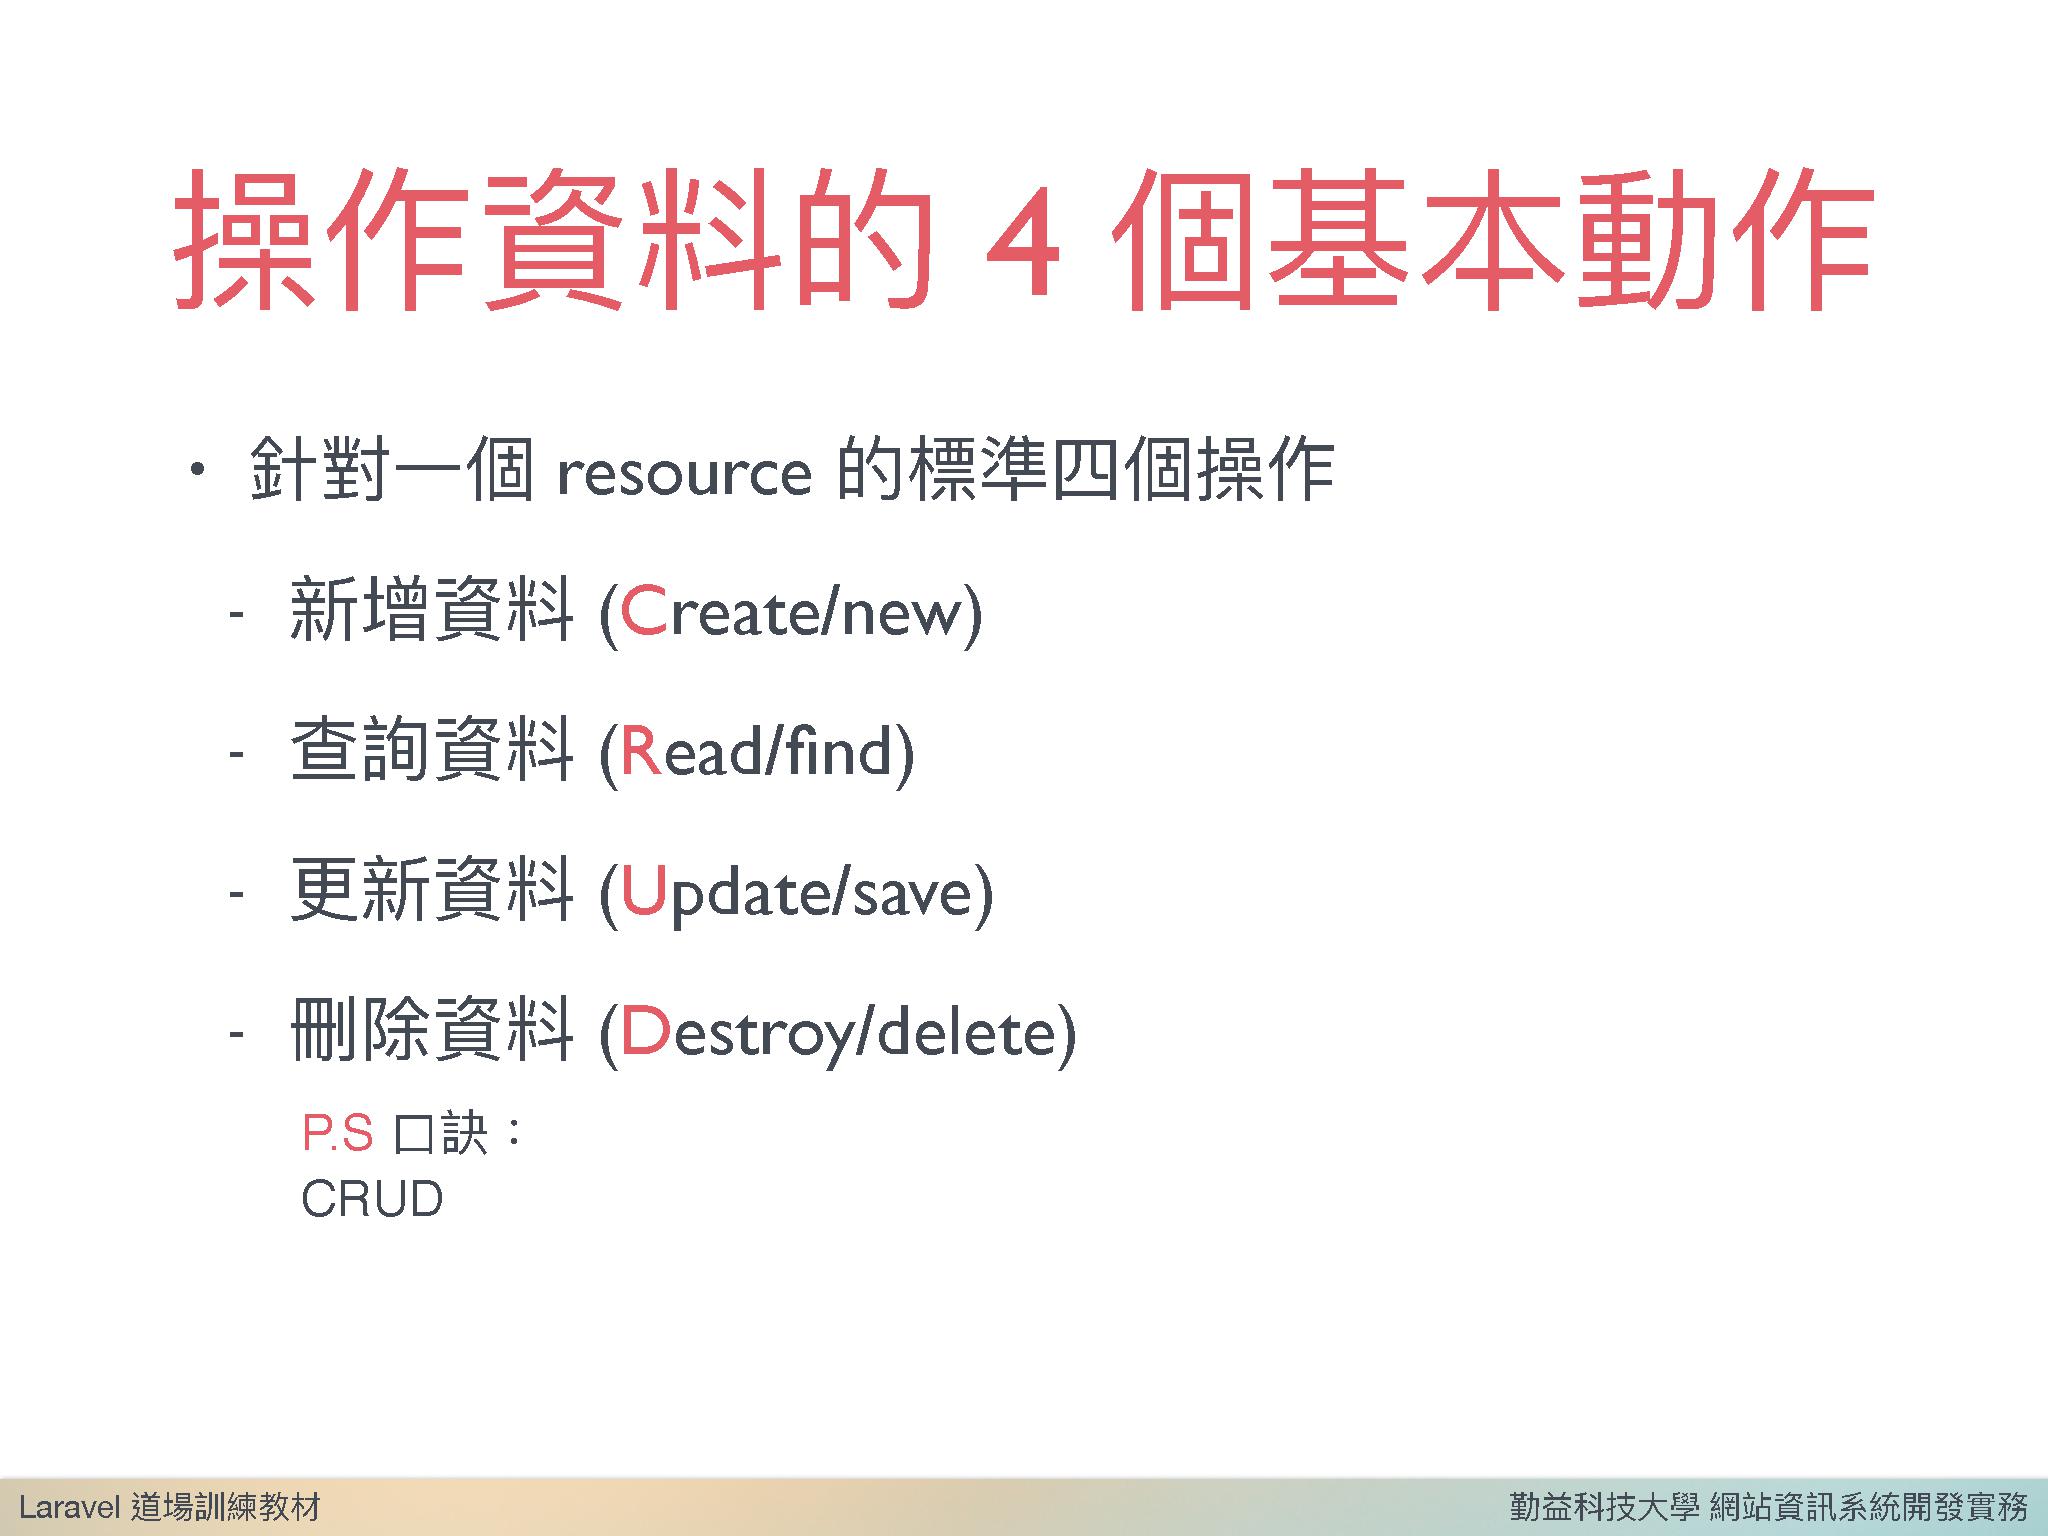 操作資料的 4 個基本動作
• 針對一個 resource 的標準四個操作
- 新增資料 (Create/new)
- 查詢資料 (Read/find)
- 更新資料 (Update/save)
- 刪除資料 (Destroy/delete)
P.S 口訣：
CRUD
Laravel 道場訓練教材
勤益科技大學 網站資訊系統開發實務